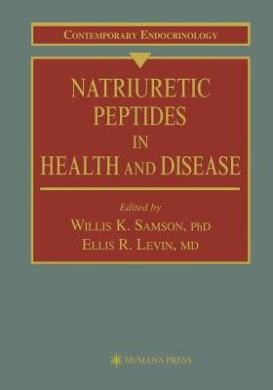 CONTEMPORARY ENDOCRINOLOGY
NATRIURETIC
PEPTIDES
IN
HEALTH AND DISEASE
Edited by
WILLIS K. SAMSON, PHD
ELLIS R. LEVIN, MD
HUMANA PRESS